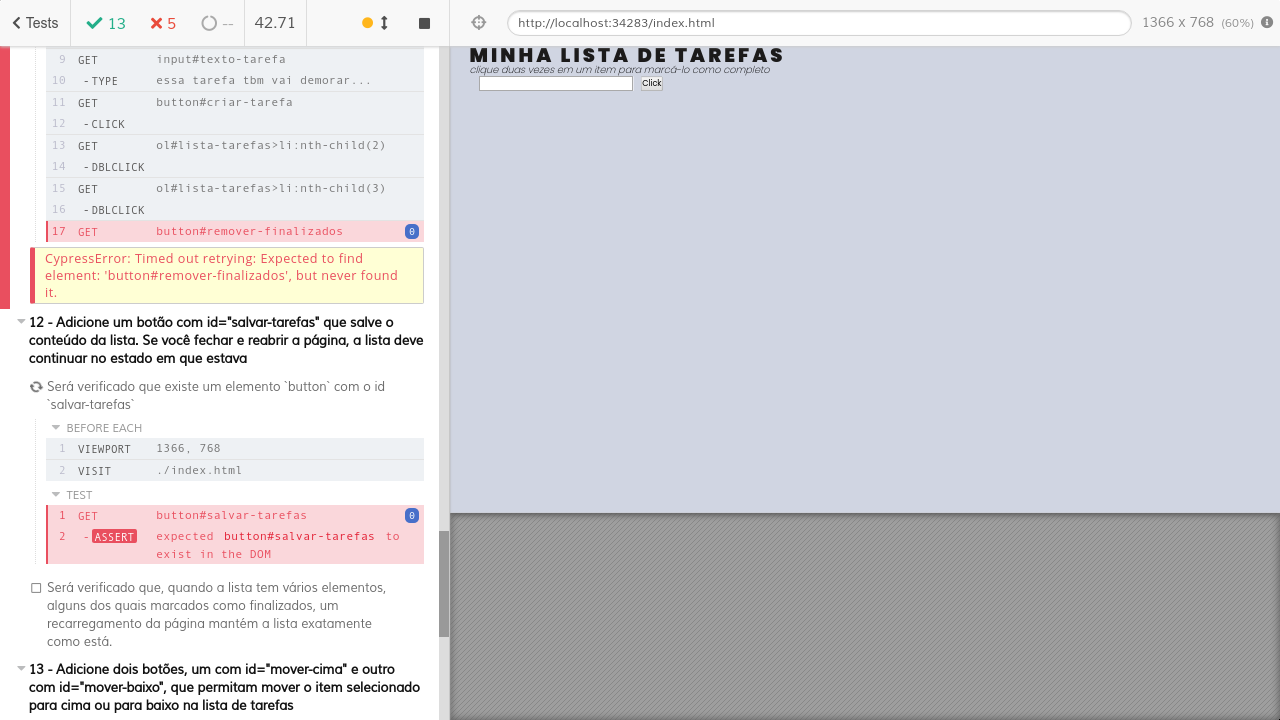 Tests
13
5
--
42.71
http://localhost:34283/index.html
1366 x 768 (60%)
9 GET input#texto-tarefa
10 -TYPE essa tarefa tbm vai demorar...
11 GET button#criar-tarefa
12 -CLICK
13 GET ol#lista-tarefas>li:nth-child(2)
14 -DBLCLICK
15 GET ol#lista-tarefas>li:nth-child(3)
16 -DBLCLICK
17 GET button#remover-finalizados 0
CypressError: Timed out retrying: Expected to find
element: 'button#remover-finalizados', but never found
it.
12 - Adicione um botão com id="salvar-tarefas" que salve o
conteúdo da lista. Se você fechar e reabrir a página, a lista deve
continuar no estado em que estava
Será verificado que existe um elemento `button` com o id
`salvar-tarefas`
BEFORE EACH
1 VIEWPORT 1366, 768
2 VISIT ./index.html
TEST
1 GET button#salvar-tarefas 0
2 -ASSERT expected button#salvar-tarefas to
exist in the DOM
Será verificado que, quando a lista tem vários elementos,
alguns dos quais marcados como finalizados, um
recarregamento da página mantém a lista exatamente
como está.
13 - Adicione dois botões, um com id="mover-cima" e outro
com id="mover-baixo", que permitam mover o item selecionado
para cima ou para baixo na lista de tarefas
MINHA LISTA DE TAREFAS
clique duas vezes em um item para marcá-lo como completo
Click